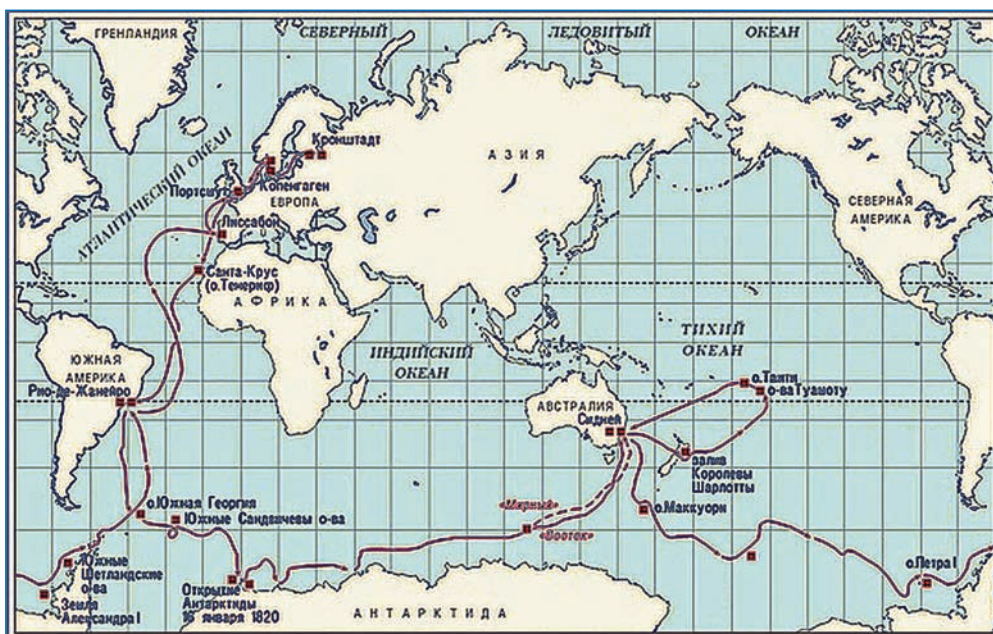 ГРЕНЛАНДИЯ
СЕВЕРНЫЙ
ЛЕДОВИТЫЙ
ОКЕАН
Кронштадт
АЗИЯ
Портсмут
Копенгаген
ЕВРОПА
СЕВЕРНАЯ
АМЕРИКА
АТЛАНТИЧЕСКИЙ ОКЕАН
Лиссабон
Санта-Крус
(о.Тенериф)
АФРИКА
ТИХИЙ
ОКЕАН
ИНДИЙСКИЙ
ОКЕАН
ЮЖНАЯ
АМЕРИКА
Рио-де-Жанейро
о.Таити
о-ва Туамоту
АВСТРАЛИЯ
Сидней
залив
Королевы
Шарлотты
«Мирный»
«Восток»
о.Маккуори
о.Южная Георгия
Южные Сандвичевы о-ва
Южные
Шетландские
о-ва
Земля
Александра I
Открытие
Антарктиды
16 января 1820
АНТАРКТИДА
о.Петра I